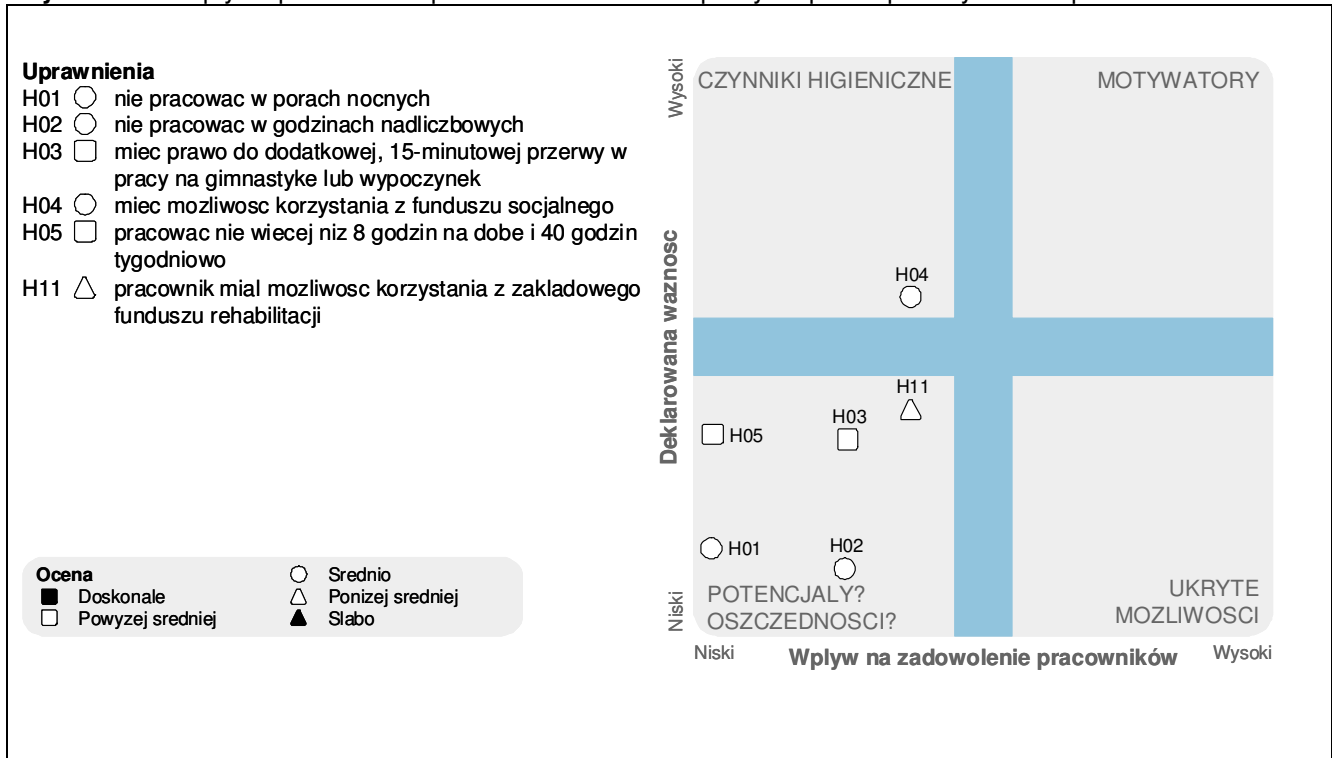 Uprawnienia
H01 nie pracowac w porach nocnych
H02 nie pracowac w godzinach nadliczbowych
H03 miec prawo do dodatkowej, 15-minutowej przerwy w
pracy na gimnastyke lub wypoczynek
H04 miec mozliwosc korzystania z funduszu socjalnego
H05 pracowac nie wiecej niz 8 godzin na dobe i 40 godzin
tygodniowo
H11 pracownik mial mozliwosc korzystania z zakladowego
funduszu rehabilitacji
Ocena
Doskonale
Powyzej sredniej
Srednio
Ponizej sredniej
Slabo
Wysoki
Deklarowana waznosc
Niski
CZYNNIKI HIGIENICZNE
MOTYWATORY
H04
H11
H03
H05
H01
H02
POTENCJALY?
OSZCZEDNOSCI?
UKRYTE
MOZLIWOSCI
Niski
Wplyw na zadowolenie pracowników
Wysoki